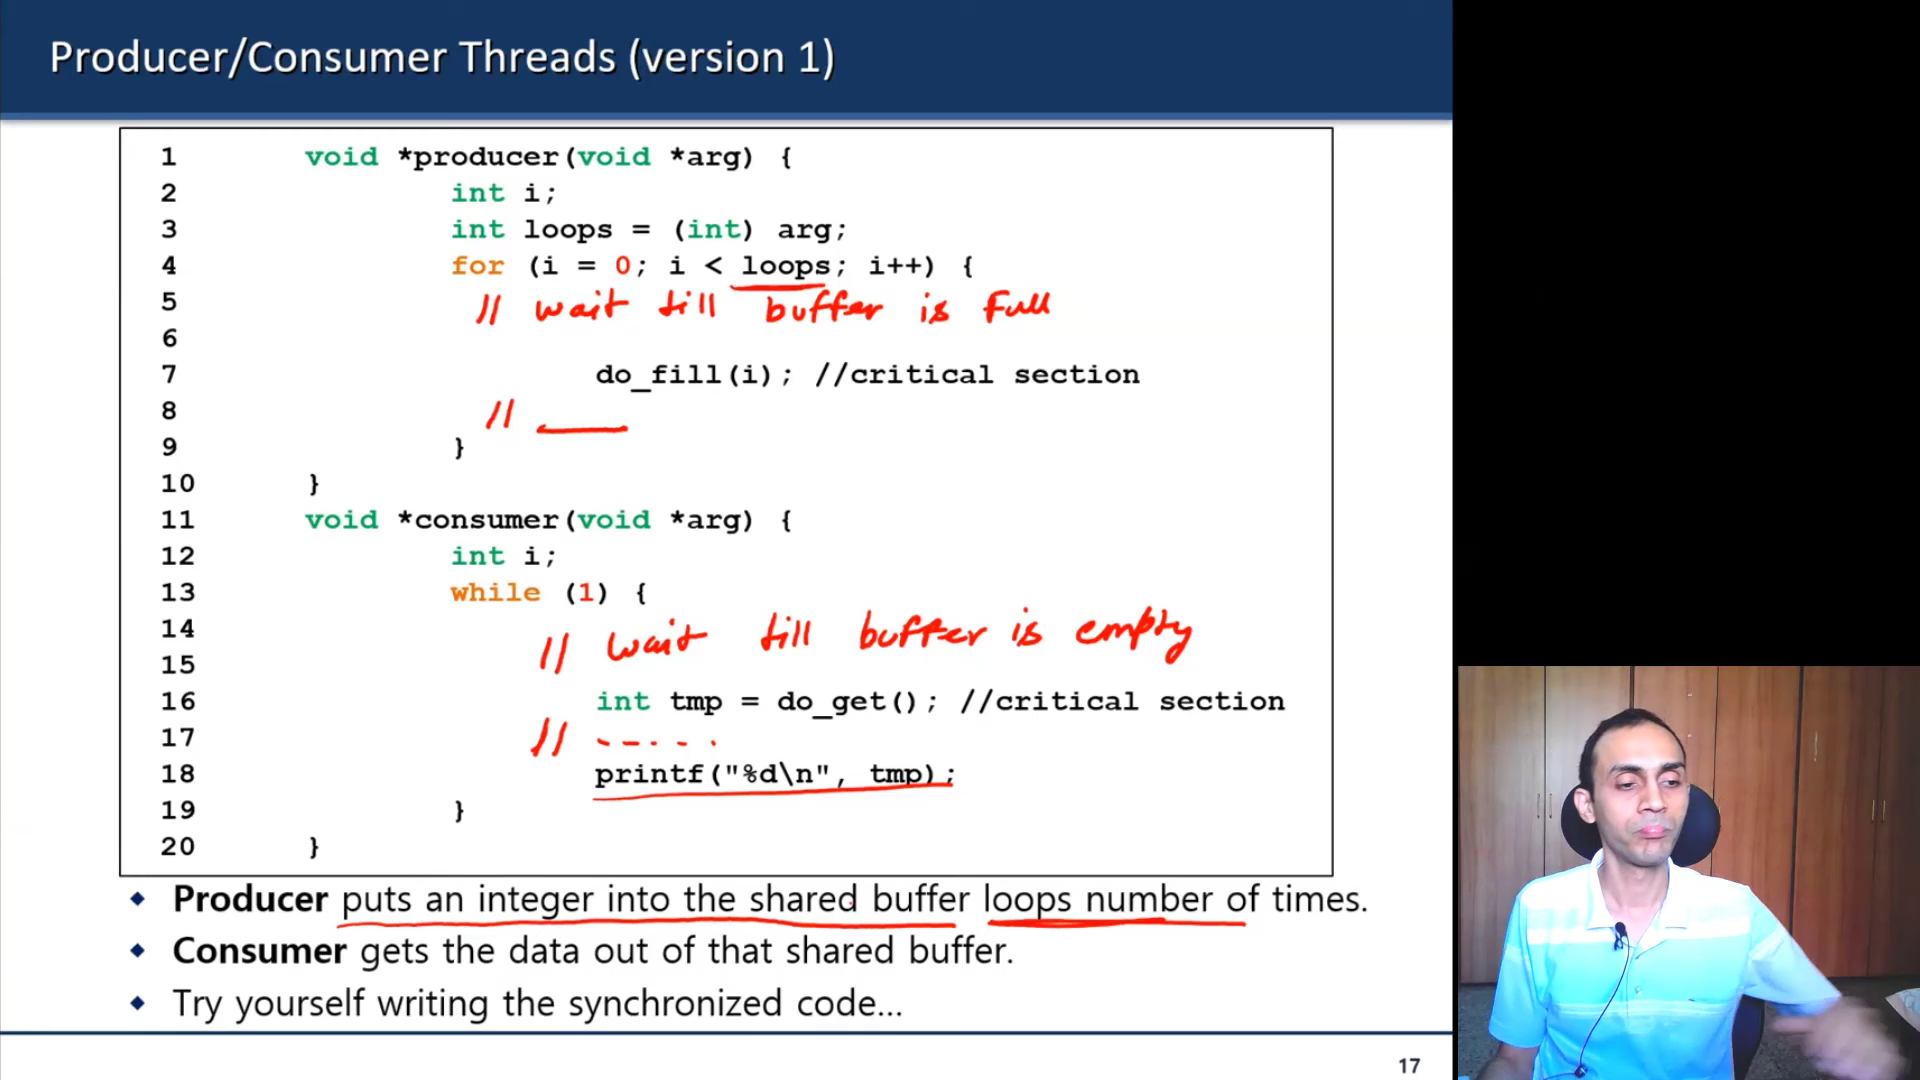 Producer/Consumer Threads (version 1)
1 void *producer(void *arg) {
2 int i;
3 int loops = (int) arg;
4 for (i = 0; i < loops; i++) {
5 // wait till buffer is full
6
7 do_fill(i); //critical section
8 //
9 }
10 }
11 void *consumer(void *arg) {
12 int i;
13 while (1) {
14 // wait till buffer is empty
15
16 int tmp = do_get(); //critical section
17 // -----
18 printf("%d\n", tmp);
19 }
20 }
Producer puts an integer into the shared buffer loops number of times.
Consumer gets the data out of that shared buffer.
Try yourself writing the synchronized code...
17